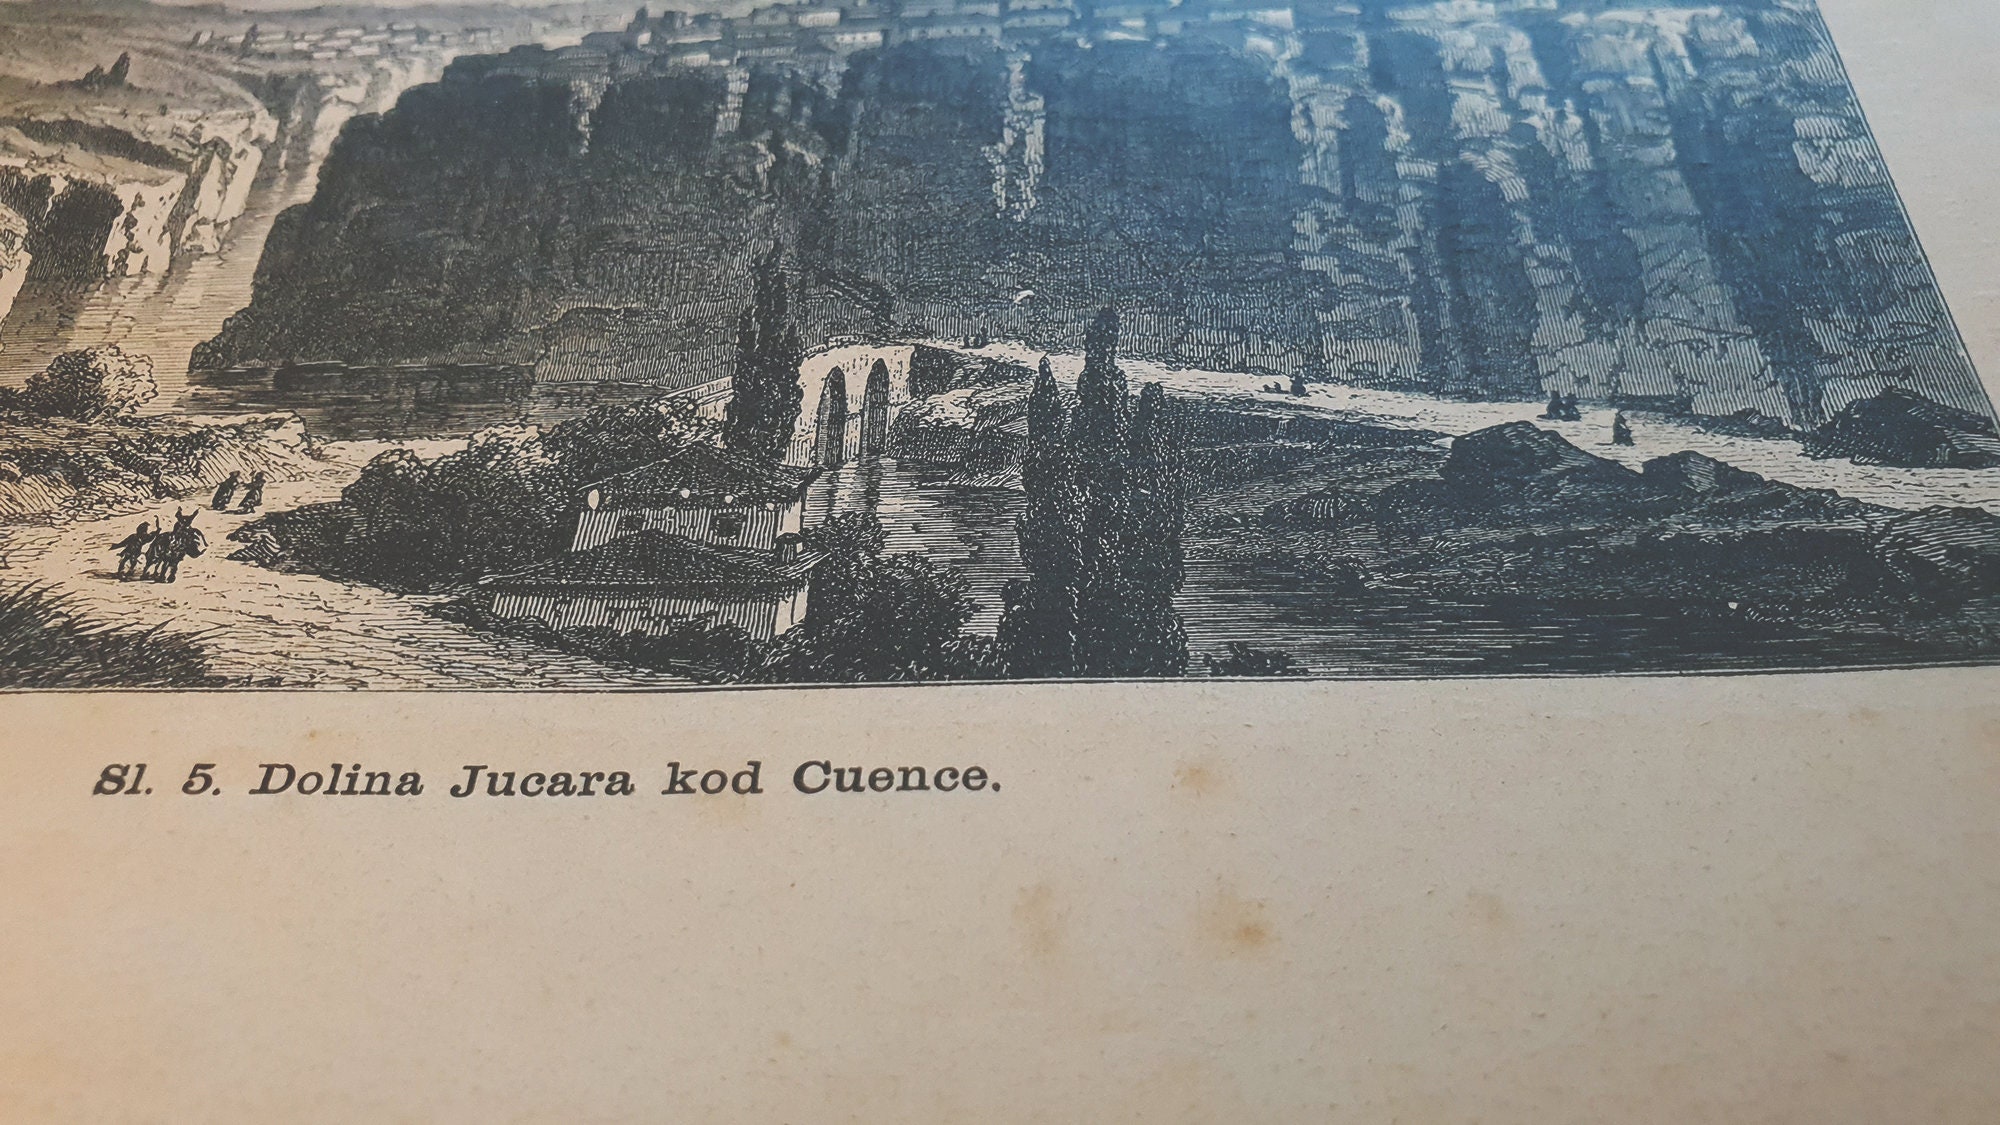 Sl. 5. Dolina Jucara kod Cuence.